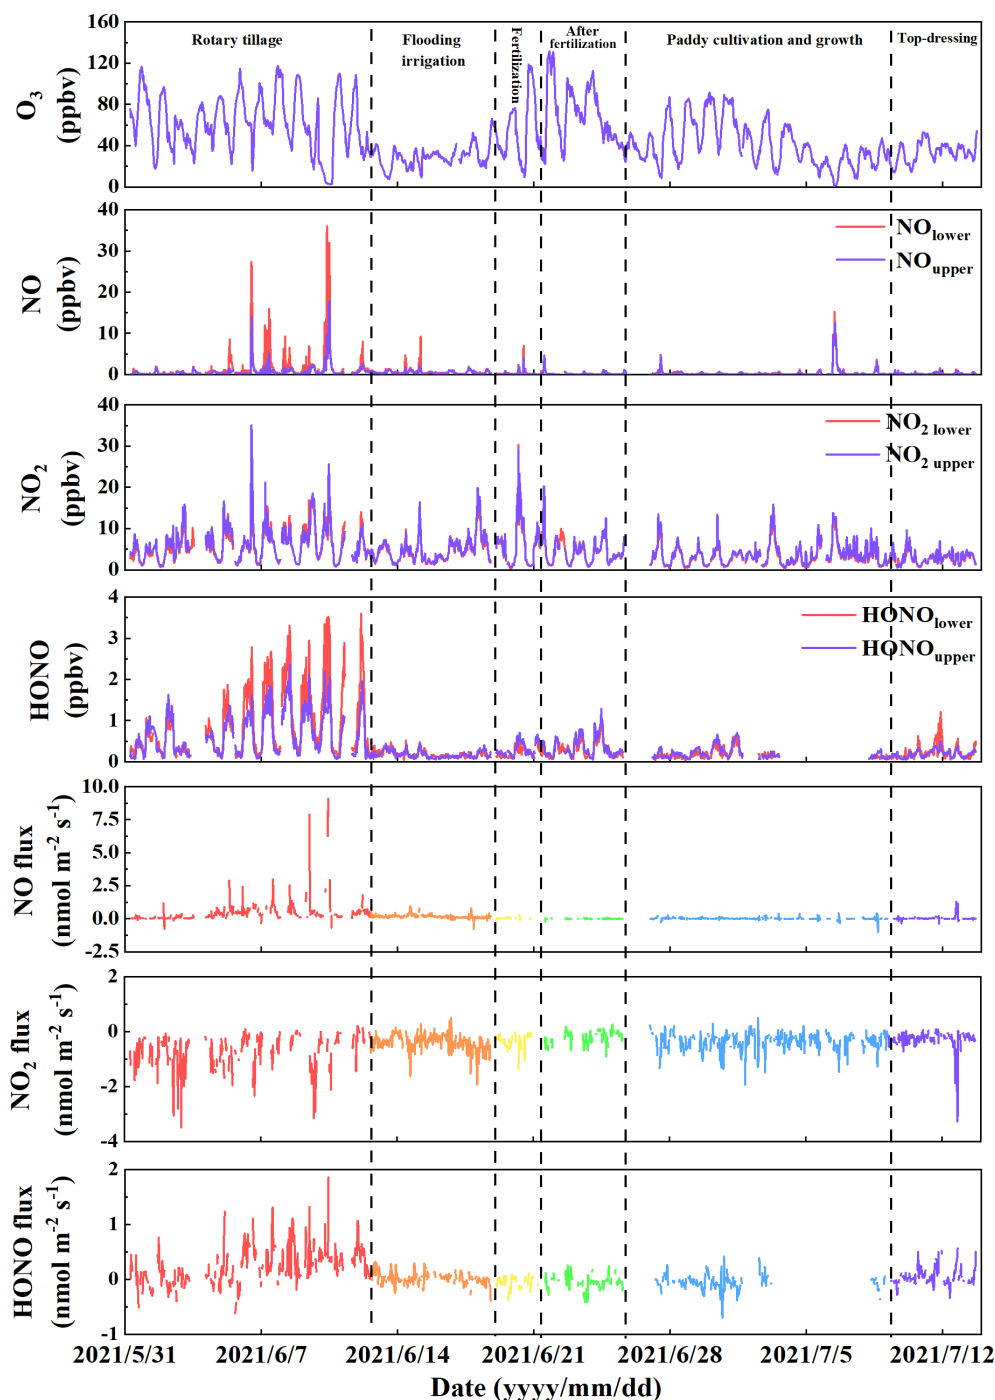 160
120
80
40
0
O3
(ppbv)
Rotary tillage
Flooding
irrigation
Fertilization
After
fertilization
Paddy cultivation and growth
Top-dressing
40
30
20
10
0
NO
(ppbv)
NOlower
NOupper
40
30
20
10
0
NO2
(ppbv)
NO2 lower
NO2 upper
4
3
2
1
0
HONO
(ppbv)
HONOlower
HONOupper
10.0
7.5
5.0
2.5
0.0
-2.5
NO flux
(nmol m-2 s-1)
2
0
-2
-4
NO2 flux
(nmol m-2 s-1)
2
1
0
-1
HONO flux
(nmol m-2 s-1)
2021/5/31
2021/6/7
2021/6/14
2021/6/21
2021/6/28
2021/7/5
2021/7/12
Date (yyyy/mm/dd)